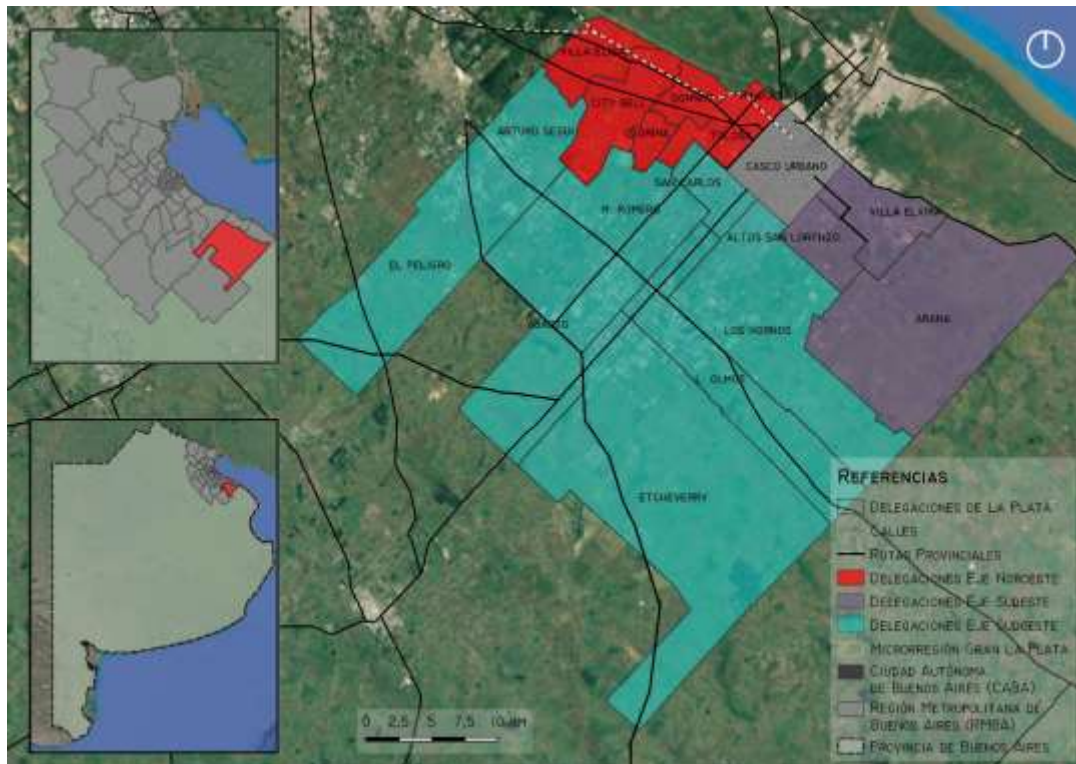 VILLA ELISA
CITY BELL
GONNET
GORINA
TOLOSA
ARTURO SEGUI
CASCO URBANO
SAN CARLOS
M. ROMERO
VILLA ELVIRA
ALTOS SAN LORENZO
EL PELIGRO
ABASTO
LOS HORNOS
ARANA
L. OLMOS
ETCHEVERRY
REFERENCIAS
DELEGACIONES DE LA PLATA
CALLES
RUTAS PROVINCIALES
DELEGACIONES EJE NOROESTE
DELEGACIONES EJE SUDESTE
DELEGACIONES EJE SUDOESTE
MICRORREGIÓN GRAN LA PLATA
CIUDAD AUTÓNOMA
DE BUENOS AIRES (CABA)
REGIÓN METROPOLITANA DE
BUENOS AIRES (RMBA)
PROVINCIA DE BUENOS AIRES
0 2,5 5 7,5 10 KM